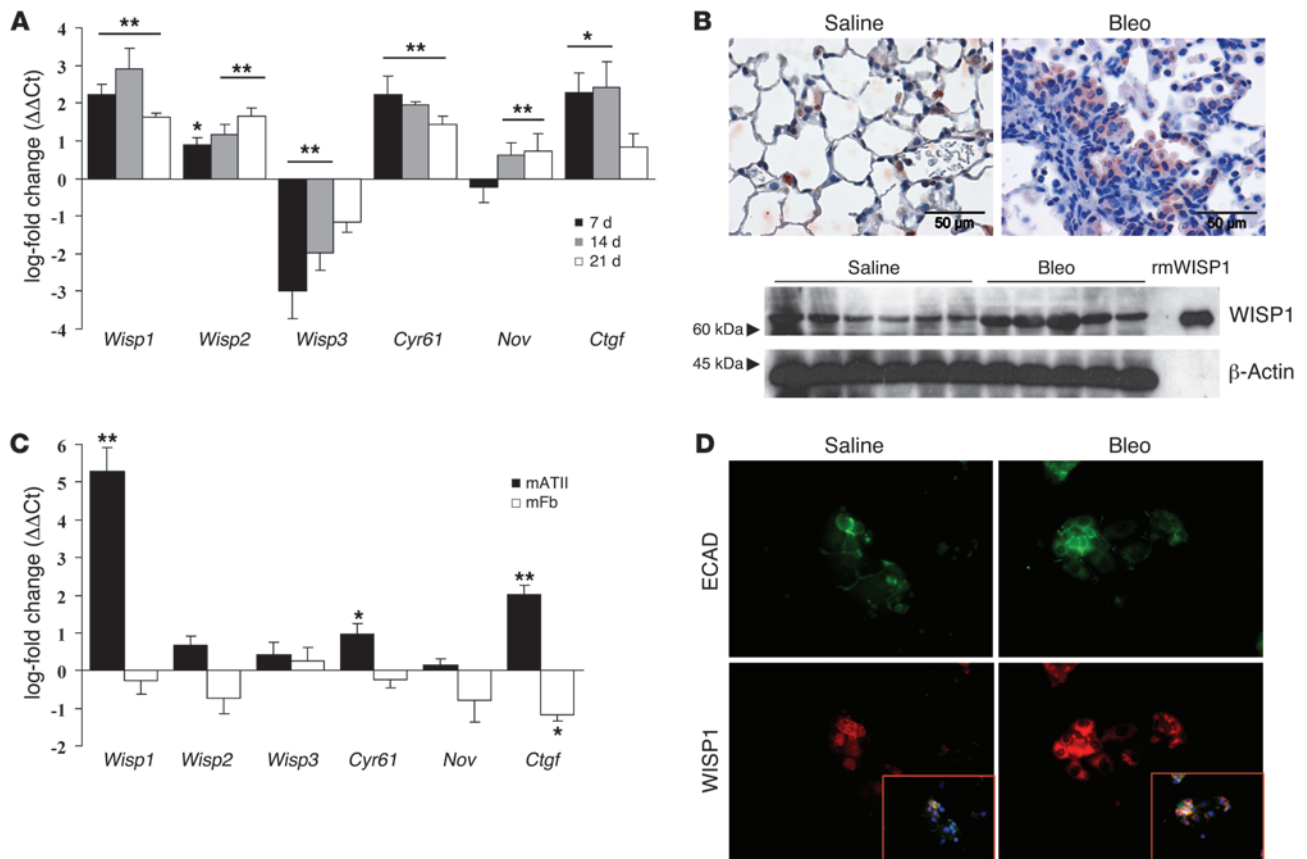 A
log-fold change (ΔΔCt)
4
3
2
1
0
-1
-2
-3
-4
**
*
**
**
**
**
*
7 d
14 d
21 d
Wisp1 Wisp2 Wisp3 Cyr61 Nov Ctgf
B
Saline Bleo
50 μm 50 μm
Saline Bleo rmWISP1
60 kDa WISP1
45 kDa β-Actin
C
log-fold change (ΔΔCt)
6
5
4
3
2
1
0
-1
-2
**
*
**
*
mATII
mFb
Wisp1 Wisp2 Wisp3 Cyr61 Nov Ctgf
D
Saline Bleo
ECAD
WISP1